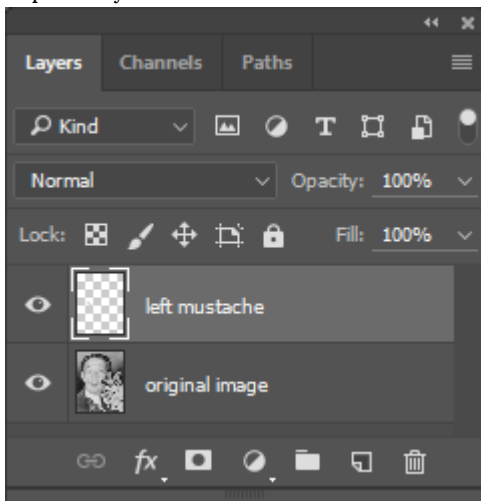 Layers Channels Paths
Kind T
Normal Opacity: 100%
Lock: Fill: 100%
left mustache
original image
fx